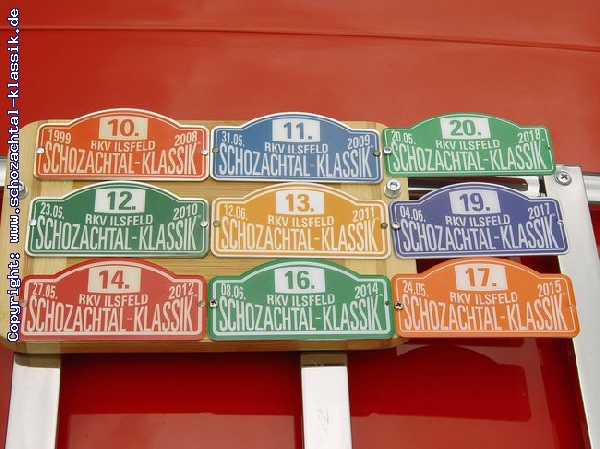 10.
1999 RKV ILSFELD 2008
SCHOZACHTAL-KLASSIK
11.
31.05. RKV ILSFELD 2009
SCHOZACHTAL-KLASSIK
20.
20.05. RKV ILSFELD 2018
SCHOZACHTAL-KLASSIK
12.
23.05. RKV ILSFELD 2010
SCHOZACHTAL-KLASSIK
13.
12.06. RKV ILSFELD 2011
SCHOZACHTAL-KLASSIK
19.
04.06. RKV ILSFELD 2017
SCHOZACHTAL-KLASSIK
14.
27.05. RKV ILSFELD 2012
SCHOZACHTAL-KLASSIK
16.
08.06. RKV ILSFELD 2014
SCHOZACHTAL-KLASSIK
17.
24.05. RKV ILSFELD 2015
SCHOZACHTAL-KLASSIK
Copyright: www.schozachtal-klassik.de